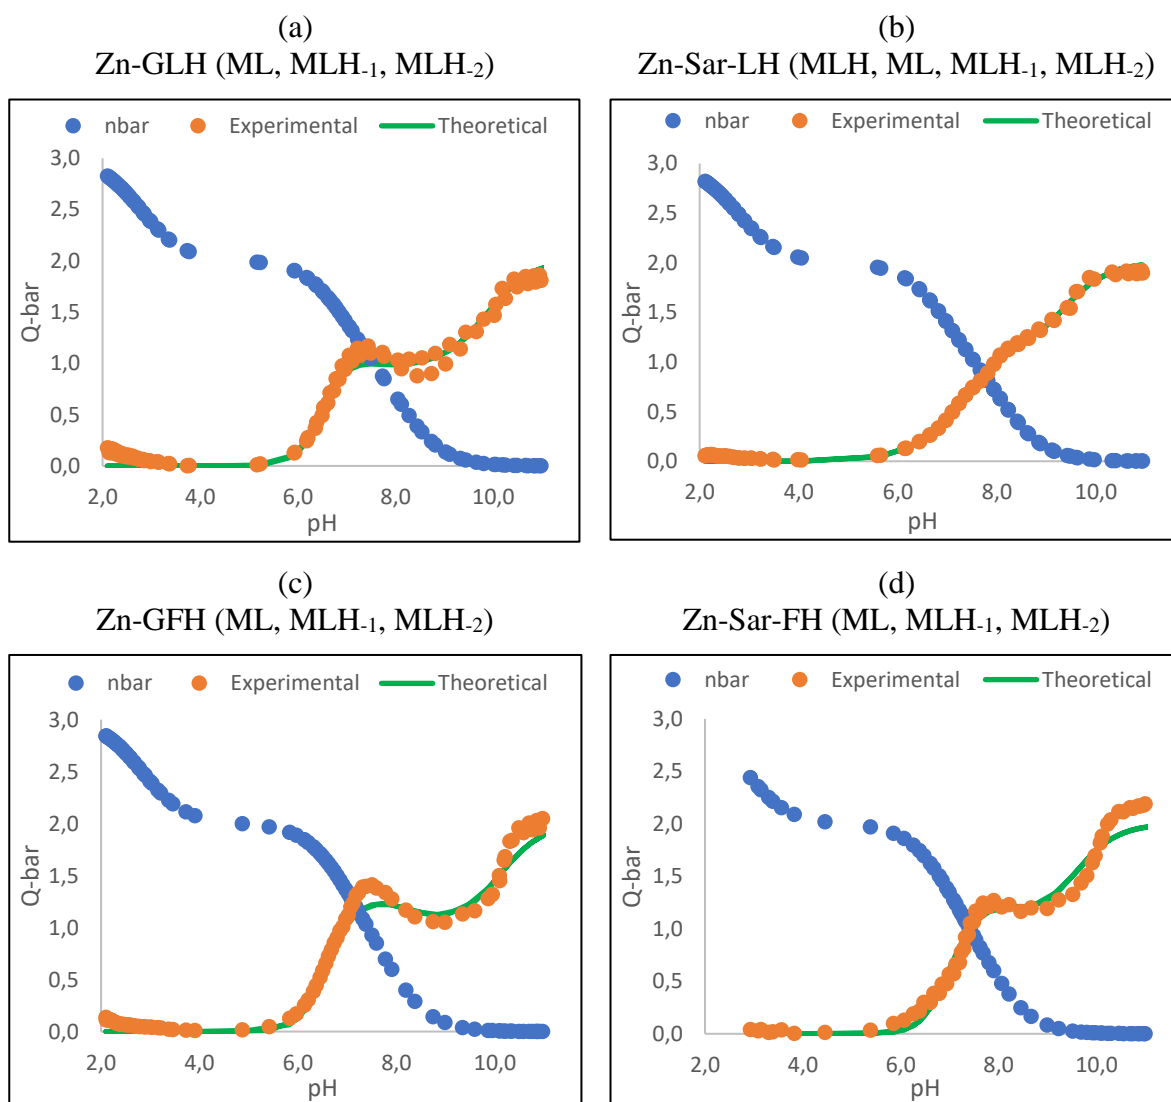 (a)
Zn-GLH (ML, MLH-1, MLH-2)
nbar Experimental Theoretical
3,0
2,5
2,0
1,5
1,0
0,5
0,0
Q-bar
2,0 4,0 6,0 8,0 10,0
pH
(b)
Zn-Sar-LH (MLH, ML, MLH-1, MLH-2)
nbar Experimental Theoretical
3,0
2,5
2,0
1,5
1,0
0,5
0,0
Q-bar
2,0 4,0 6,0 8,0 10,0
pH
(c)
Zn-GFH (ML, MLH-1, MLH-2)
nbar Experimental Theoretical
3,0
2,5
2,0
1,5
1,0
0,5
0,0
Q-bar
2,0 4,0 6,0 8,0 10,0
pH
(d)
Zn-Sar-FH (ML, MLH-1, MLH-2)
nbar Experimental Theoretical
3,0
2,5
2,0
1,5
1,0
0,5
0,0
Q-bar
2,0 4,0 6,0 8,0 10,0
pH